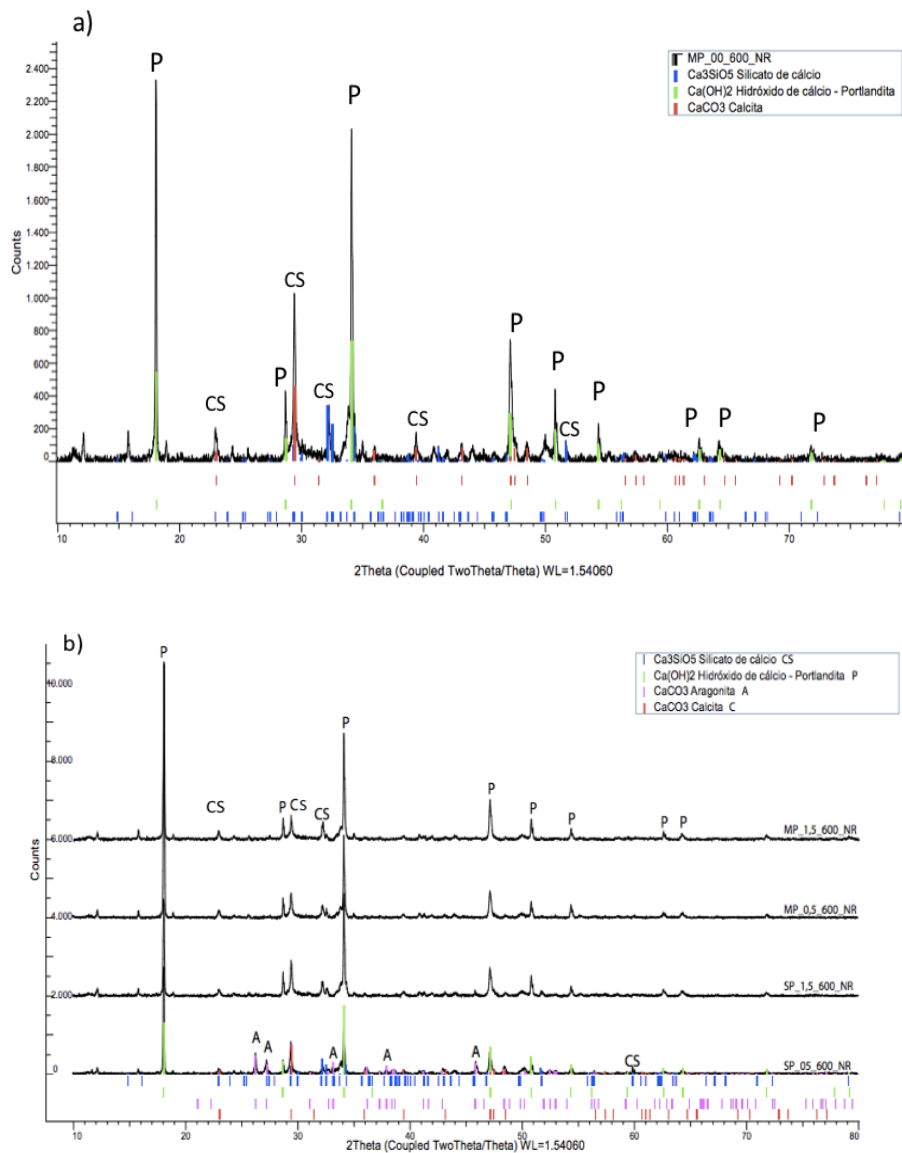 a)
MP_00_600_NR
Ca3SiO5 Silicato de cálcio
Ca(OH)2 Hidróxido de cálcio - Portlandita
CaCO3 Calcita
2.400
2.200
2.000
1.800
1.600
1.400
1.200
1.000
800
600
400
200
0
Counts
P
P
CS
P
CS
P
CS
CS
P
CS
P
P
P
P
10 20 30 40 50 60 70
2Theta (Coupled TwoTheta/Theta) WL=1.54060
b)
Ca3SiO5 Silicato de cálcio CS
Ca(OH)2 Hidróxido de cálcio - Portlandita P
CaCO3 Aragonita A
CaCO3 Calcita C
10.000
8.000
6.000
4.000
2.000
0
Counts
P
P
CS P CS CS P P P P P
MP_1,5_600_NR
MP_0,5_600_NR
SP_1,5_600_NR
A A A A A CS
SP_05_600_NR
10 20 30 40 50 60 70 80
2Theta (Coupled TwoTheta/Theta) WL=1.54060